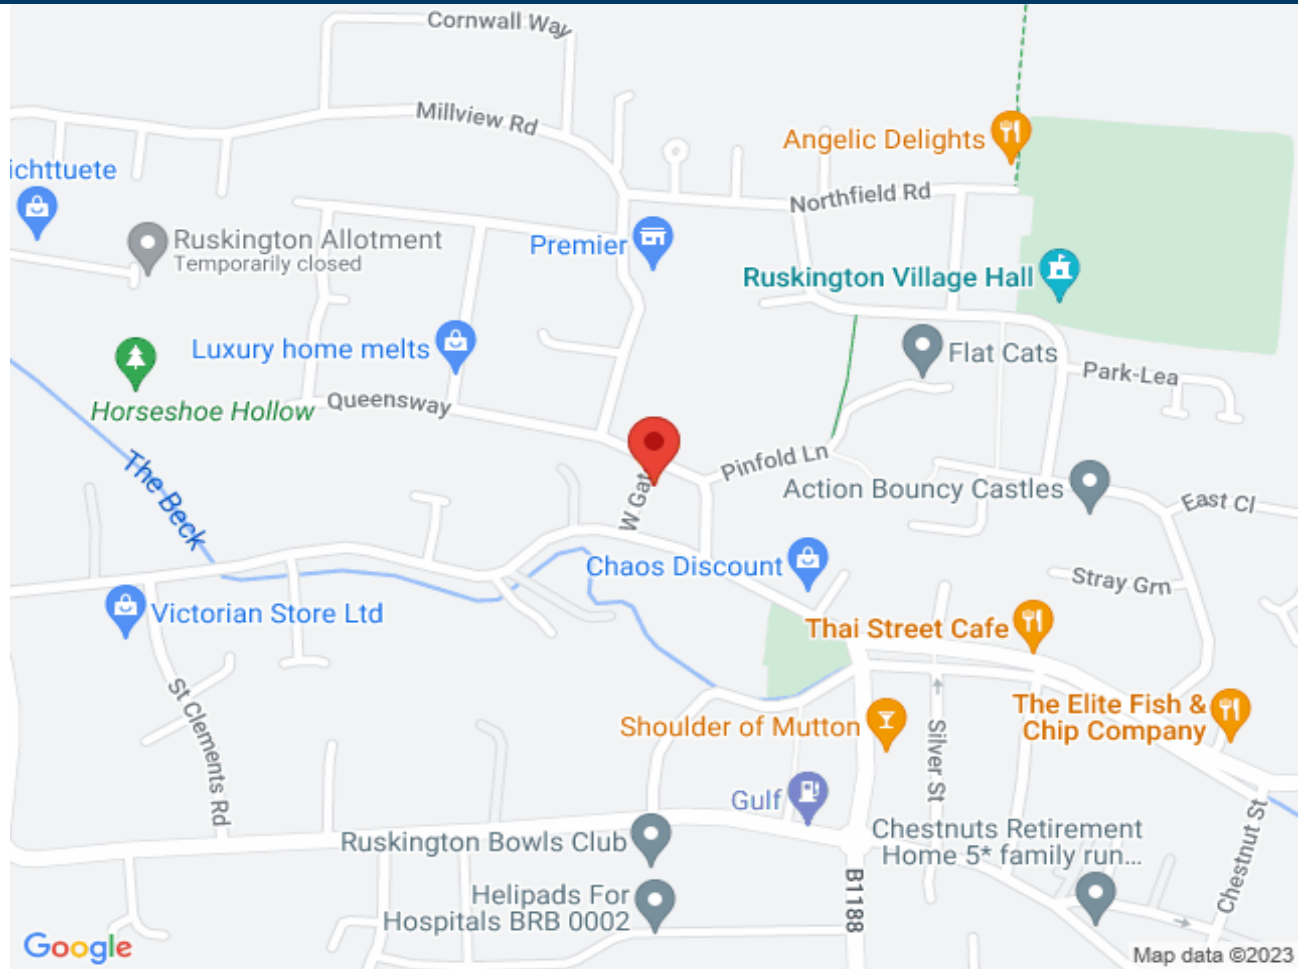 Cornwall Way
Millview Rd
Angelic Delights
ichttuete
Northfield Rd
Ruskington Allotment
Temporarily closed
Premier
Ruskington Village Hall
Luxury home melts
Flat Cats
Park-Lea
Horseshoe Hollow
Queensway
The Beck
Pinfold Ln
W Gat
Action Bouncy Castles
East Cl
Chaos Discount
Stray Grn
Victorian Store Ltd
Thai Street Cafe
St Clements Rd
Shoulder of Mutton
The Elite Fish &
Chip Company
Silver St
Gulf
Ruskington Bowls Club
Chestnuts Retirement
Home 5* family run...
Chestnut St
Helipads For
Hospitals BRB 0002
B1188
Google
Map data ©2023